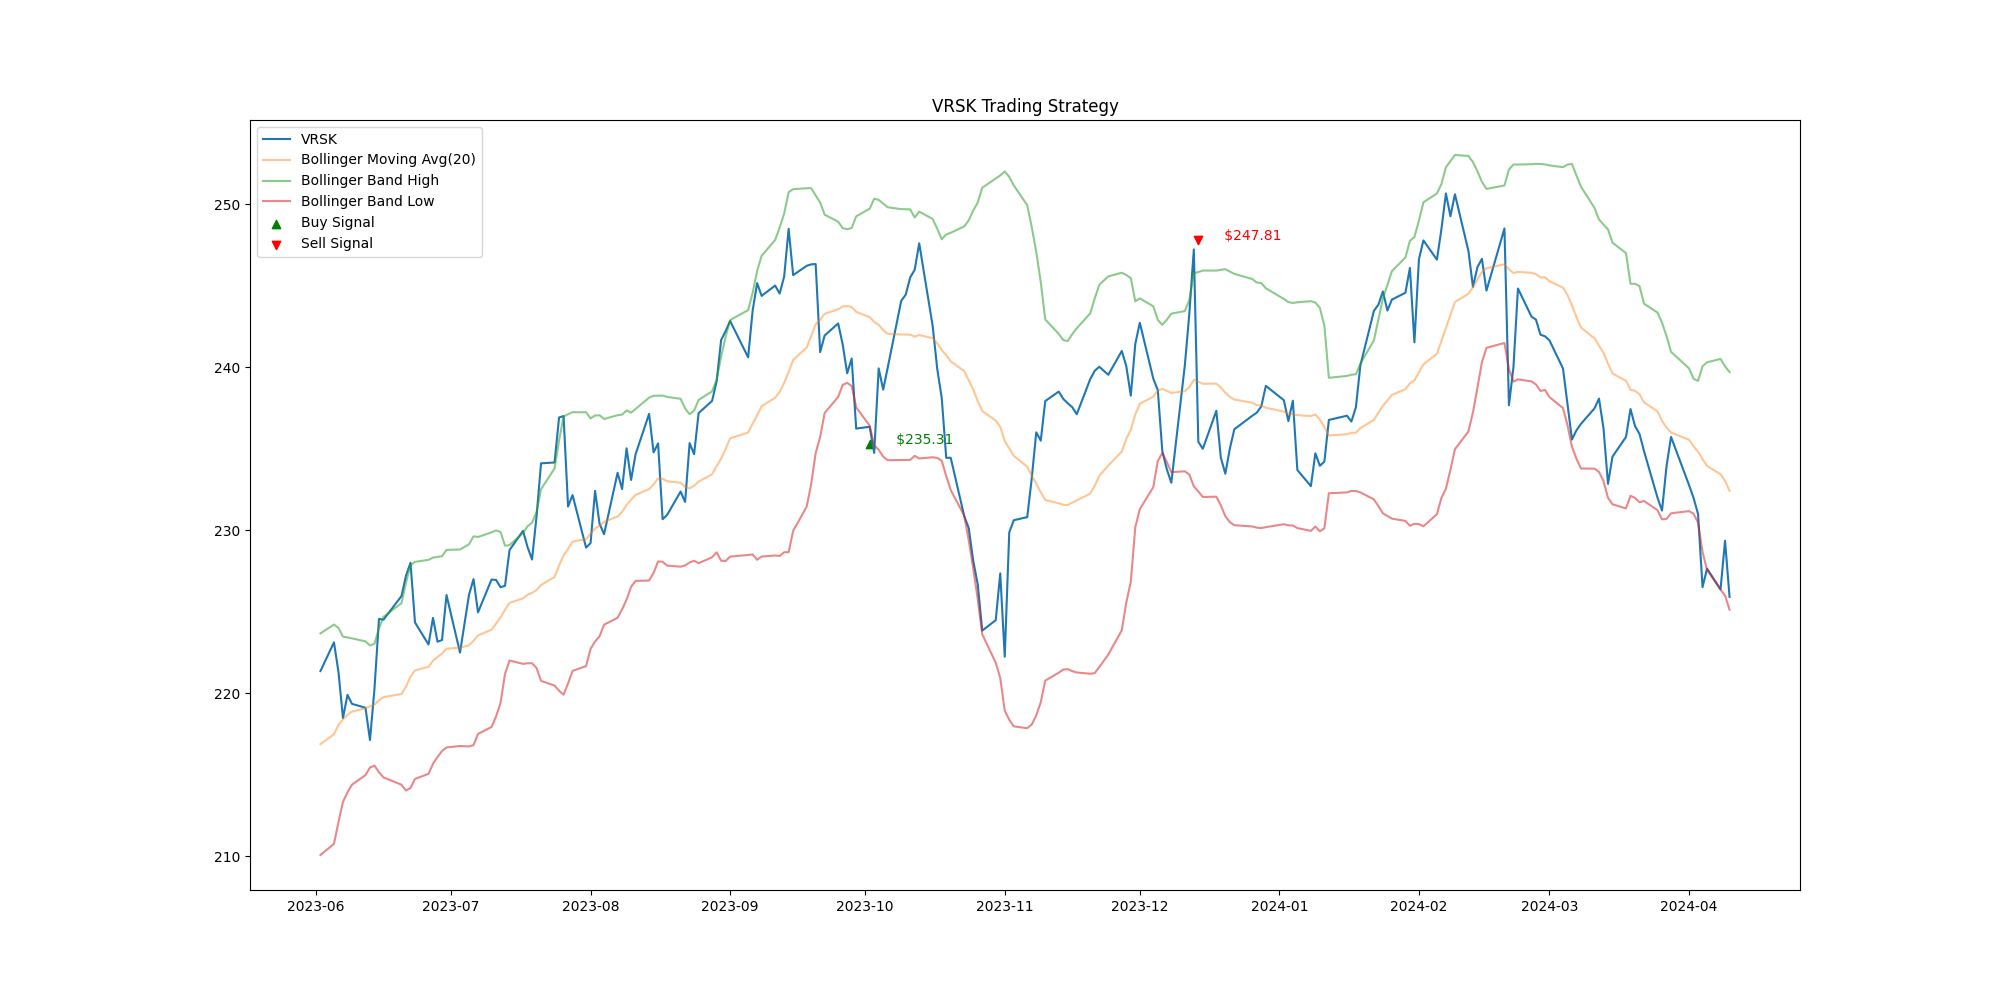 VRSK Trading Strategy
VRSK
Bollinger Moving Avg(20)
Bollinger Band High
Bollinger Band Low
Buy Signal
Sell Signal
250
240
230
220
210
$247.81
$235.31
2023-06 2023-07 2023-08 2023-09 2023-10 2023-11 2023-12 2024-01 2024-02 2024-03 2024-04